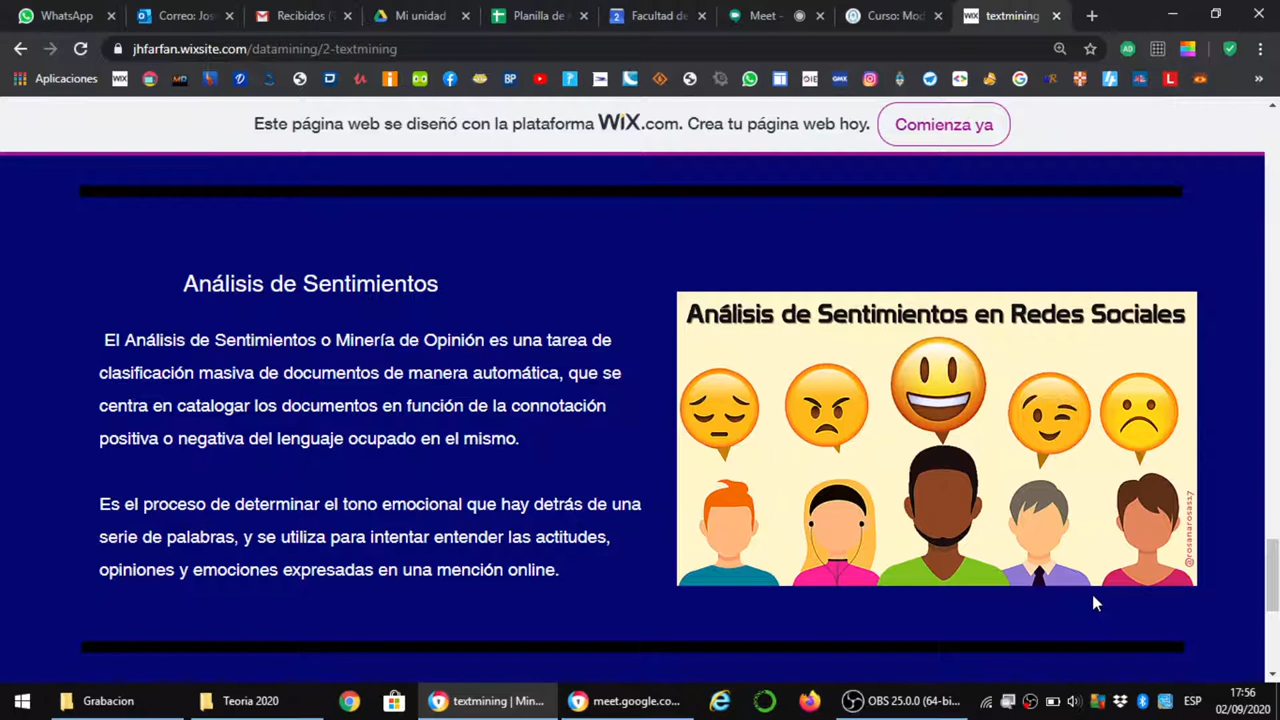 WhatsApp
Correo: Jos
Recibidos (
Mi unidad
Planilla de
Facultad de
Meet -
Curso: Mod
WiX textmining
jhfarfan.wixsite.com/datamining/2-textmining
Aplicaciones
Este página web se diseñó con la plataforma WiX.com. Crea tu página web hoy. Comienza ya
Análisis de Sentimientos
El Análisis de Sentimientos o Minería de Opinión es una tarea de
clasificación masiva de documentos de manera automática, que se
centra en catalogar los documentos en función de la connotación
positiva o negativa del lenguaje ocupado en el mismo.
Es el proceso de determinar el tono emocional que hay detrás de una
serie de palabras, y se utiliza para intentar entender las actitudes,
opiniones y emociones expresadas en una mención online.
Análisis de Sentimientos en Redes Sociales
@rosanarosas17
Grabacion
Teoria 2020
textmining | Min...
meet.google.co...
OBS 25.0.0 (64-bi...
ESP
17:56
02/09/2020